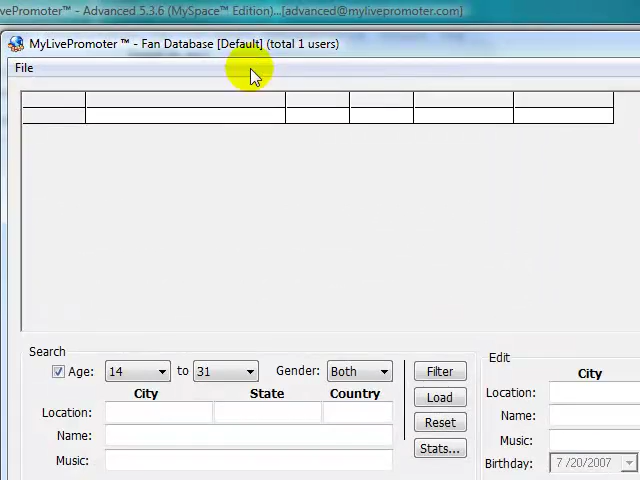 ivePromoter™ - Advanced 5.3.6 (MySpace™ Edition)...[advanced@mylivepromoter.com]
MyLivePromoter ™ - Fan Database [Default] (total 1 users)
File
Search
Age: 14 to 31 Gender: Both
City State Country
Location:
Name:
Music:
Filter
Load
Reset
Stats...
Edit
City
Location:
Name:
Music:
Birthday: 7 /20/2007